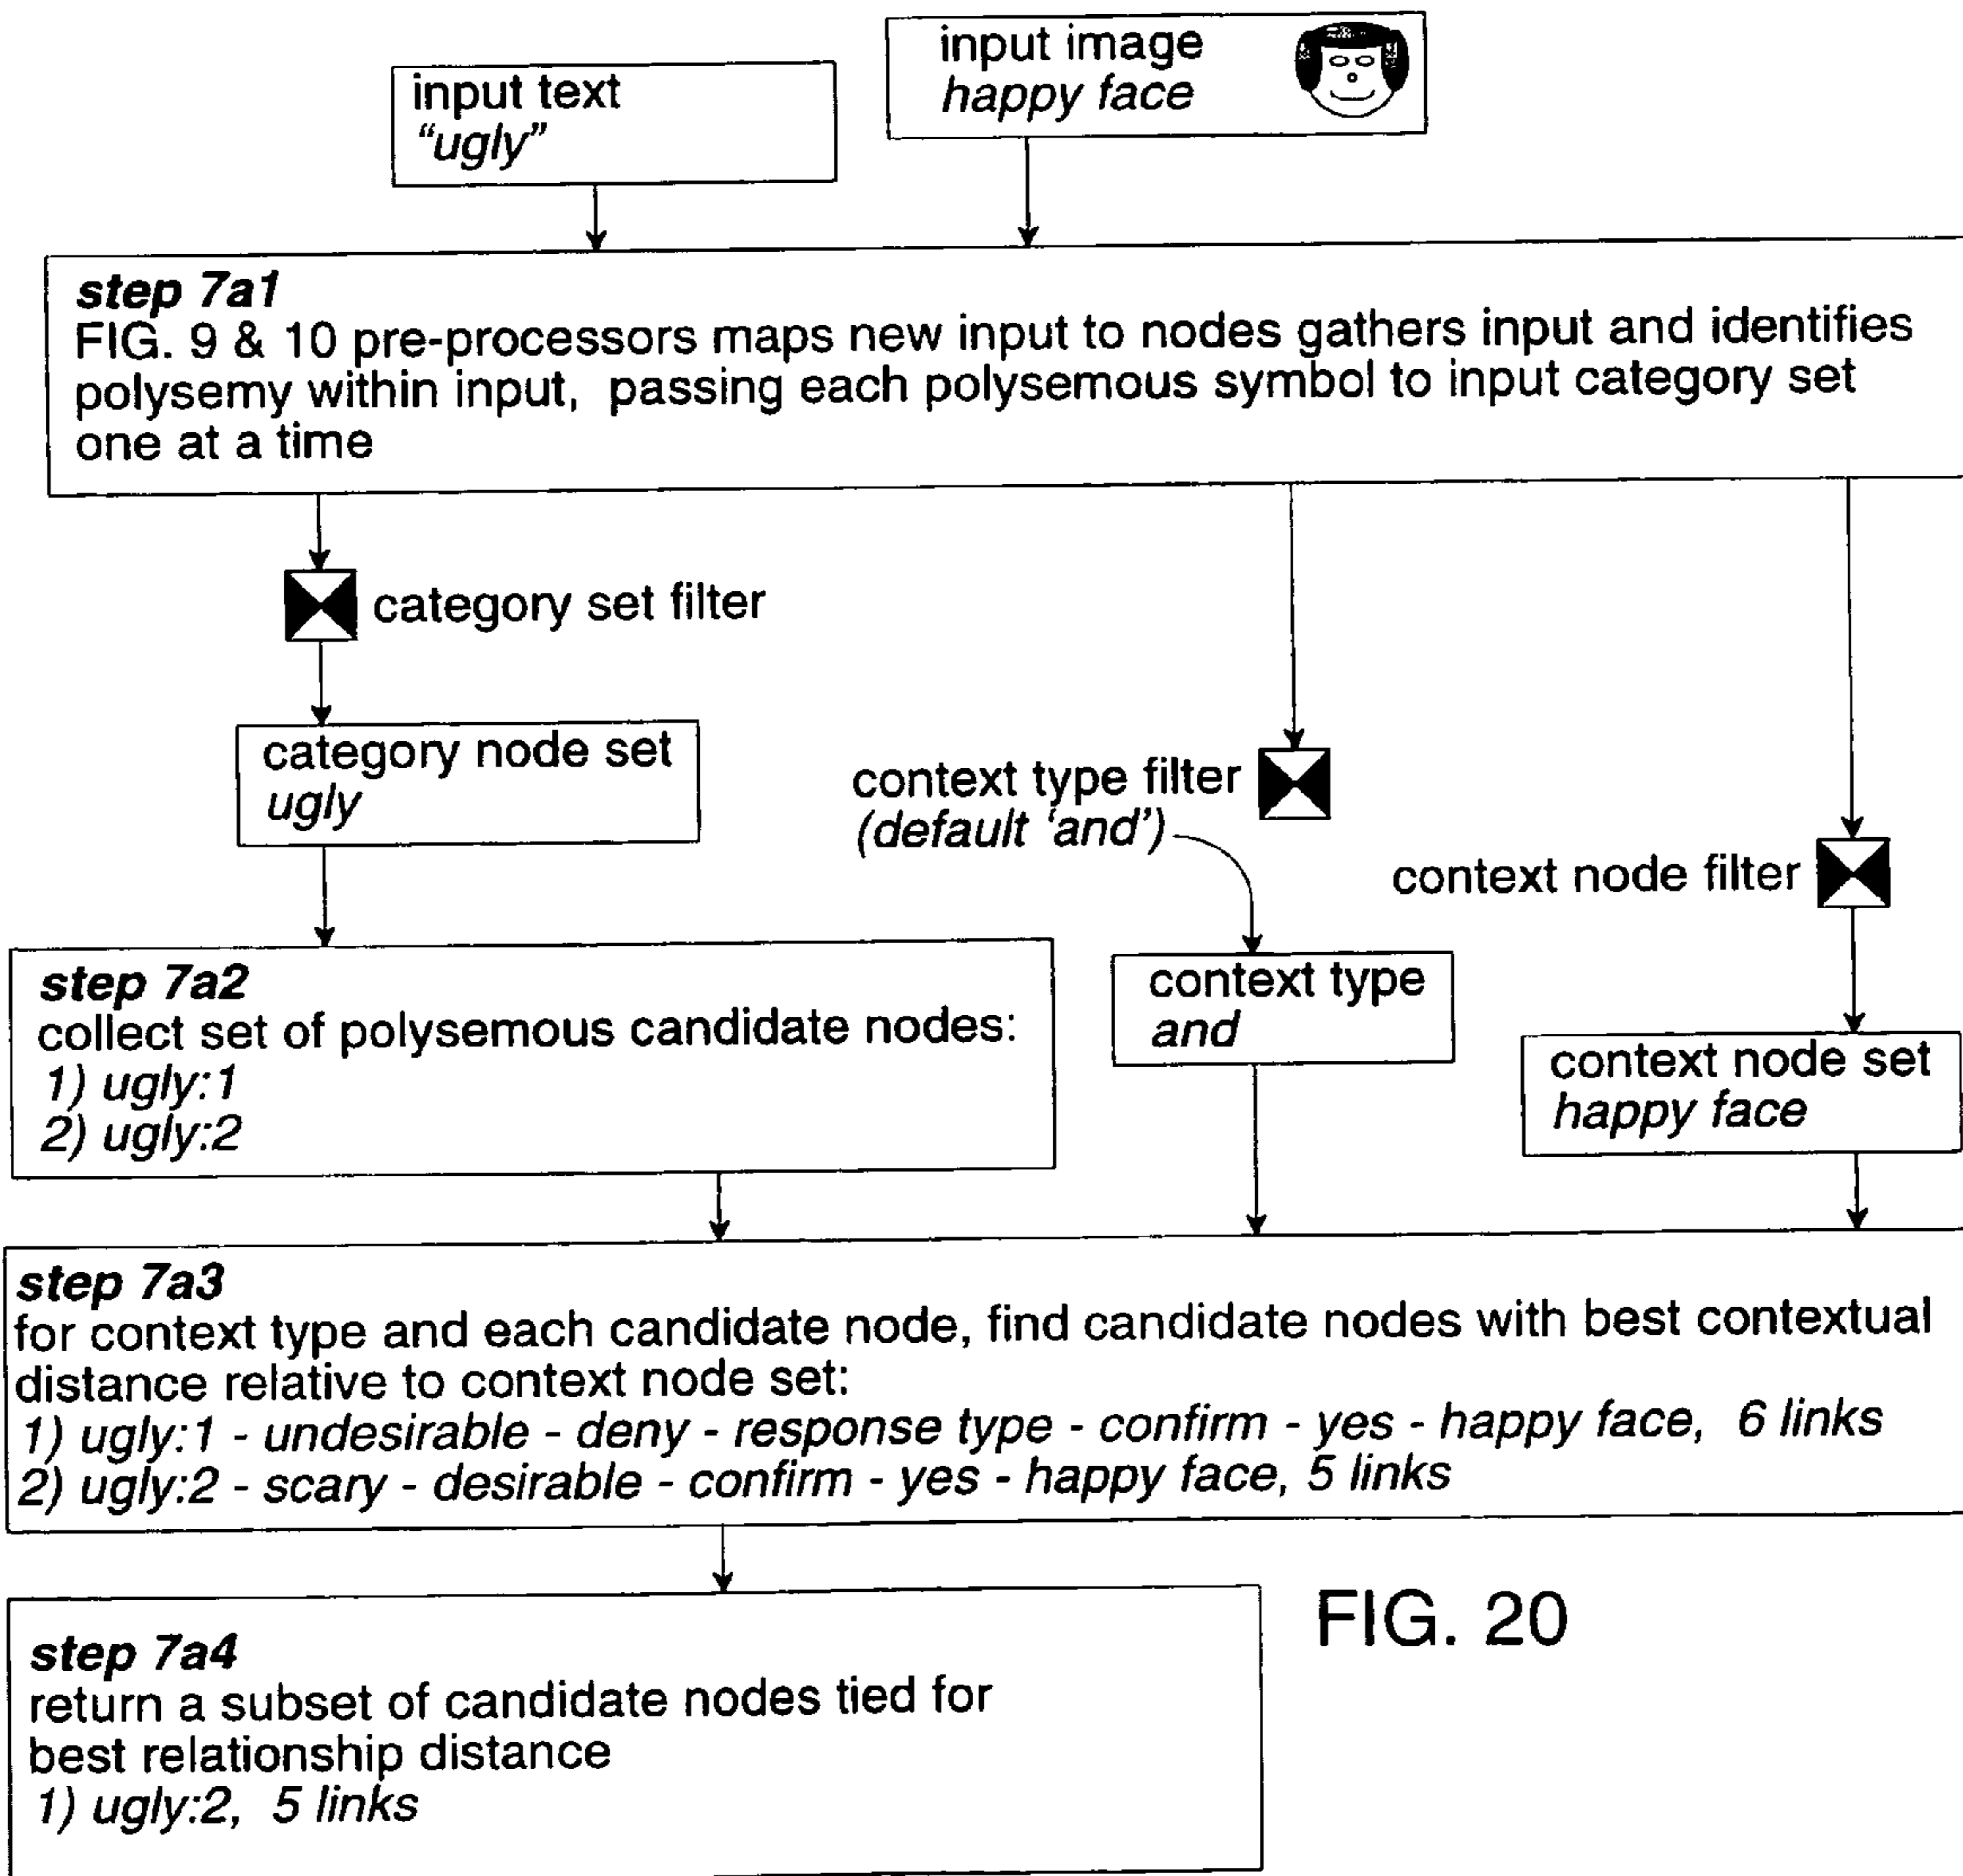 input text
“ugly”
input image
happy face
step 7a1
FIG. 9 & 10 pre-processors maps new input to nodes gathers input and identifies
polysemy within input,  passing each polysemous symbol to input category set
one at a time
category set filter
category node set
ugly
context type filter
(default ‘and’)
context node filter
step 7a2
collect set of polysemous candidate nodes:
1) ugly:1
2) ugly:2
context type
and
context node set
happy face
step 7a3
for context type and each candidate node, find candidate nodes with best contextual
distance relative to context node set:
1) ugly:1 - undesirable - deny - response type - confirm - yes - happy face,  6 links
2) ugly:2 - scary - desirable - confirm - yes - happy face, 5 links
step 7a4
return a subset of candidate nodes tied for
best relationship distance
1) ugly:2,  5 links
FIG. 20